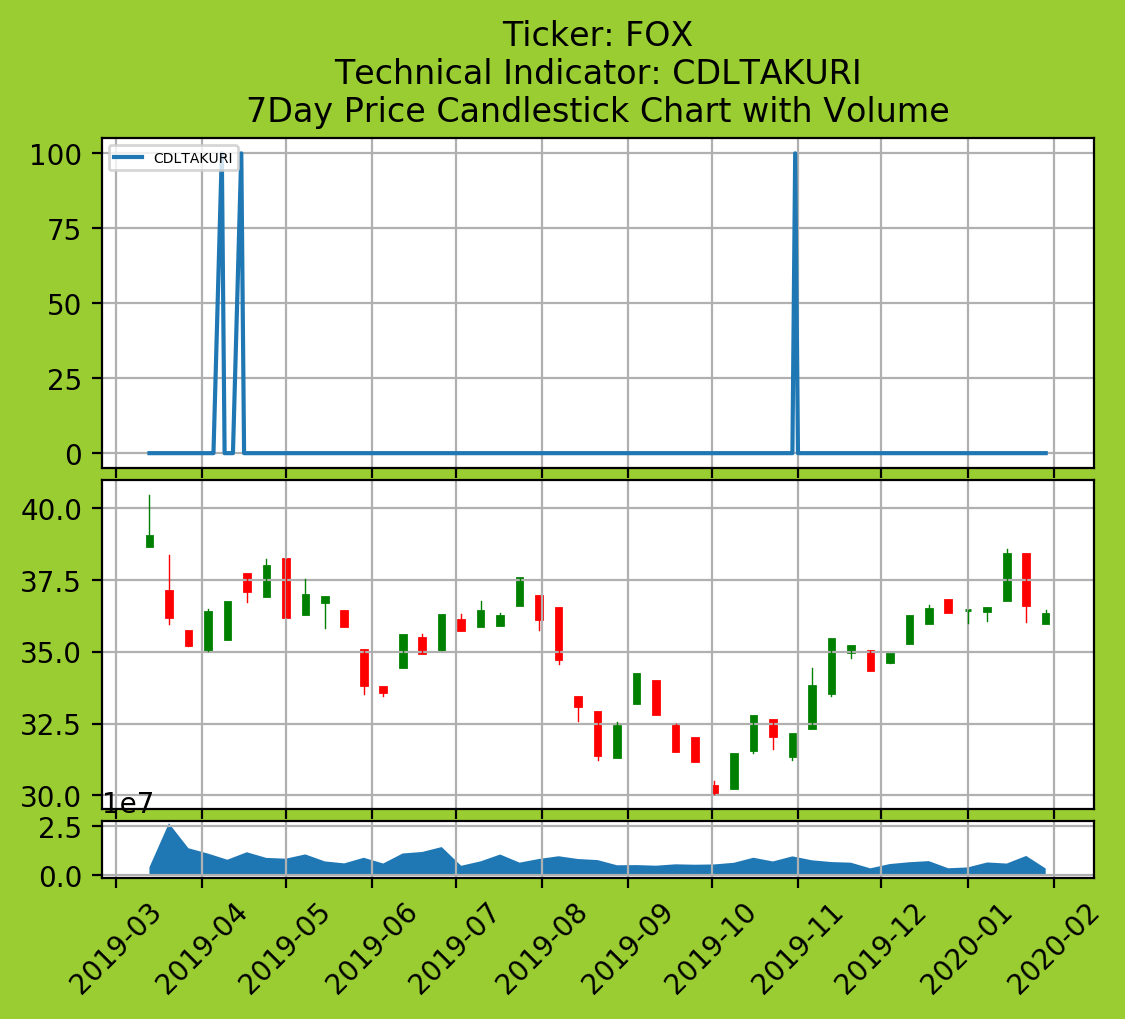 Ticker: FOX
Technical Indicator: CDLTAKURI
7Day Price Candlestick Chart with Volume
CDLTAKURI
100
75
50
25
0
40.0
37.5
35.0
32.5
30.0
1e7
2.5
0.0
2019-03 2019-04 2019-05 2019-06 2019-07 2019-08 2019-09 2019-10 2019-11 2019-12 2020-01 2020-02